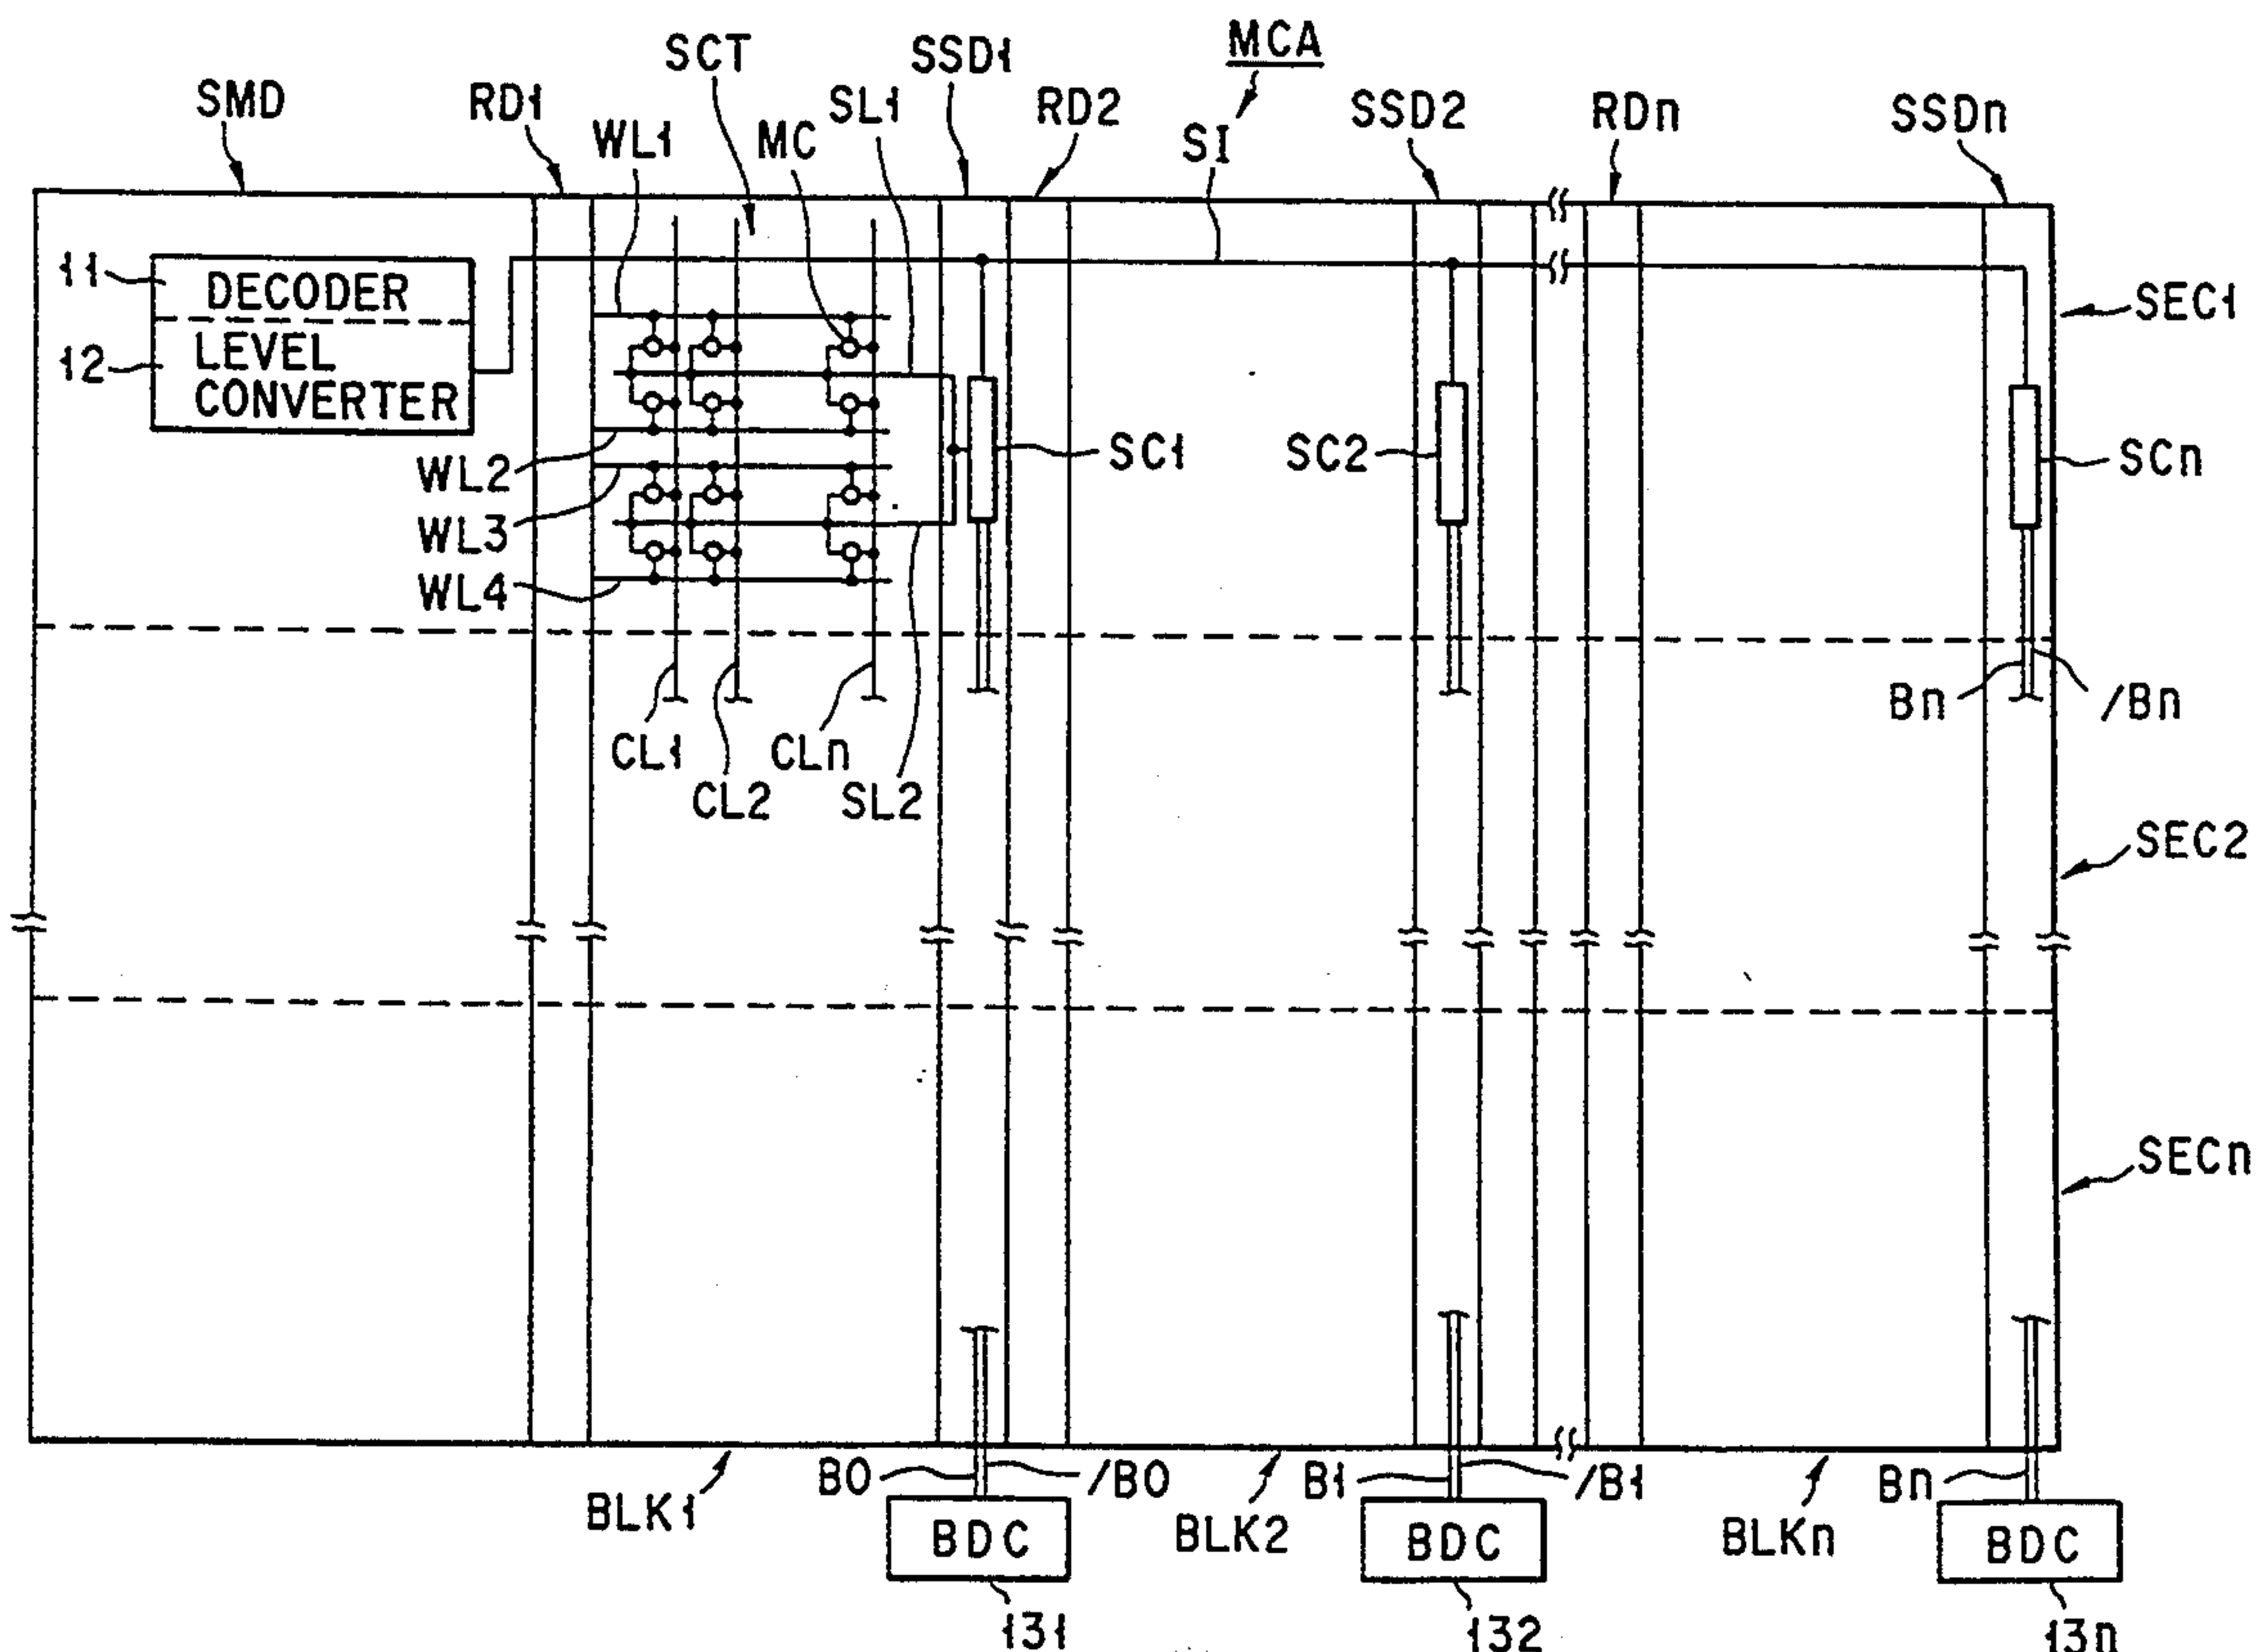 MCA
SCT
SSD1
SMD
RD1
SL1
RD2
SSD2
RDn
SSDn
WL1
MC
SI
11
DECODER
SEC1
12
LEVEL
CONVERTER
WL2
SC1
SC2
SCn
WL3
WL4
Bn
/Bn
CL1
CLn
CL2
SL2
SEC2
SECn
B0
/B0
B1
/B1
Bn
BLK1
BDC
BLK2
BDC
BLKn
BDC
131
132
13n